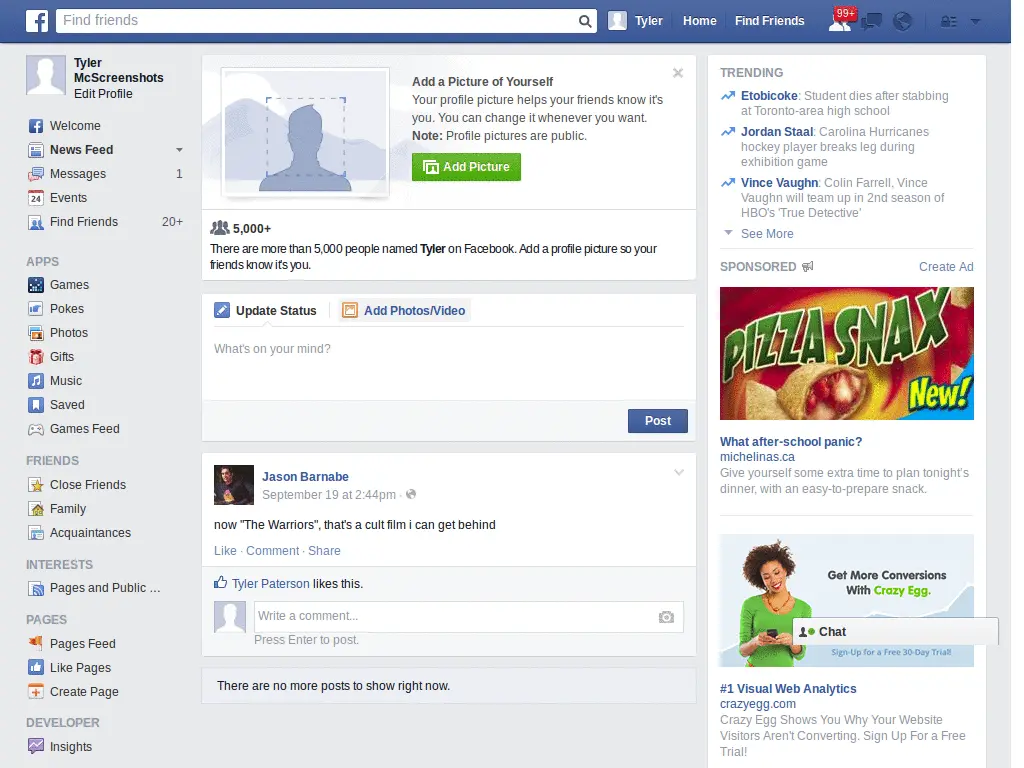 Find friends
Tyler
Home
Find Friends
99+
Tyler
McScreenshots
Edit Profile
Welcome
News Feed
Messages 1
24 Events
Find Friends 20+
APPS
Games
Pokes
Photos
Gifts
Music
Saved
Games Feed
FRIENDS
Close Friends
Family
Acquaintances
INTERESTS
Pages and Public ...
PAGES
Pages Feed
Like Pages
Create Page
DEVELOPER
Insights
Add a Picture of Yourself
Your profile picture helps your friends know it's
you. You can change it whenever you want.
Note: Profile pictures are public.
Add Picture
5,000+
There are more than 5,000 people named Tyler on Facebook. Add a profile picture so your
friends know it's you.
Update Status
Add Photos/Video
What's on your mind?
Post
Jason Barnabe
September 19 at 2:44pm ·
now "The Warriors", that's a cult film i can get behind
Like · Comment · Share
Tyler Paterson likes this.
Write a comment...
Press Enter to post.
There are no more posts to show right now.
TRENDING
Etobicoke: Student dies after stabbing
at Toronto-area high school
Jordan Staal: Carolina Hurricanes
hockey player breaks leg during
exhibition game
Vince Vaughn: Colin Farrell, Vince
Vaughn will team up in 2nd season of
HBO's 'True Detective'
See More
SPONSORED
Create Ad
PIZZA SNAX
New!
What after-school panic?
michelinas.ca
Give yourself some extra time to plan tonight's
dinner, with an easy-to-prepare snack.
Get More Conversions
With Crazy Egg.
Chat
Sign-Up for a Free 30-Day Trial!
#1 Visual Web Analytics
crazyegg.com
Crazy Egg Shows You Why Your Website
Visitors Aren't Converting. Sign Up For a Free
Trial!